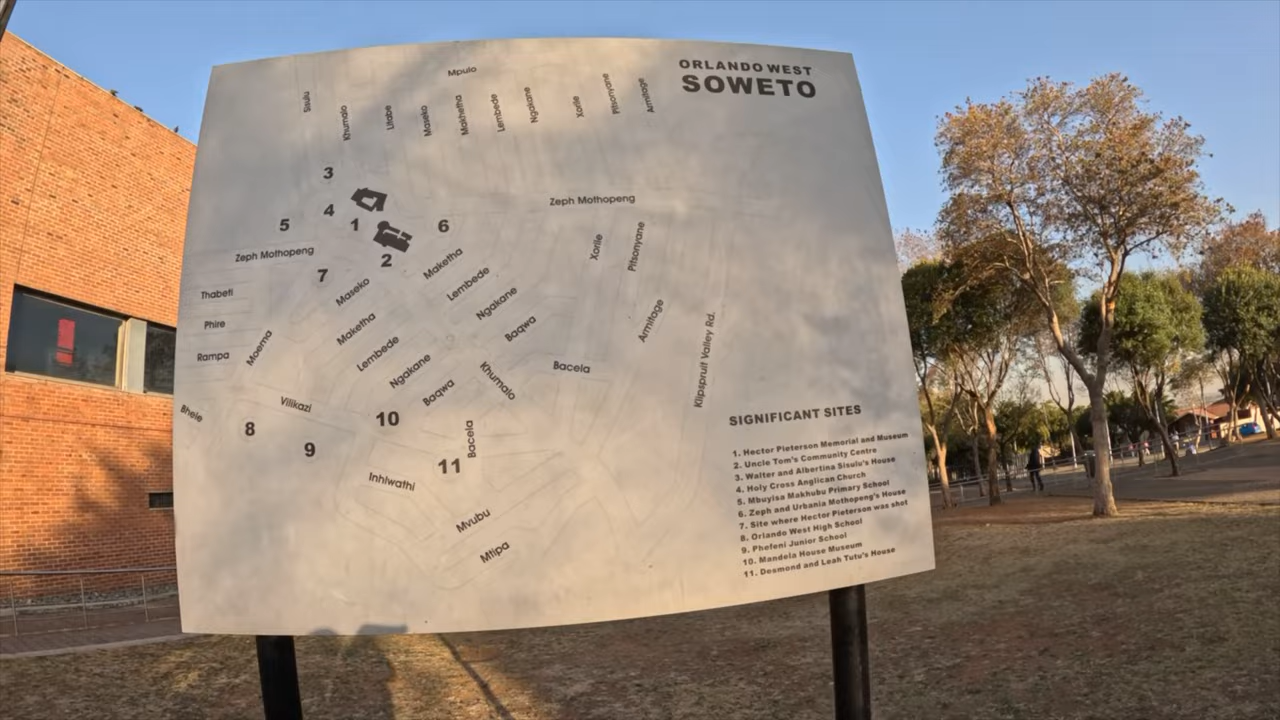 ORLANDO WEST
SOWETO
Mpulo
Sisulu
Khumalo
Litabe
Maseko
Makhetha
Lembede
Ngakane
Xorile
Pitsonyane
Armitage
3
4
5
1
6
2
7
Zeph Mothopeng
Zeph Mothopeng
Xorile
Pitsonyane
Maketha
Lembede
Ngakane
Baqwa
Maseko
Maketha
Lembede
Ngakane
Baqwa
Thabeti
Phire
Rampa
Moema
Khumalo
Bacela
Armitage
Klipspruit Valley Rd.
Bhele
Vilikazi
8
9
10
11
Bacela
Inhlwathi
Mvubu
Mtipa
SIGNIFICANT SITES
1. Hector Pieterson Memorial and Museum
2. Uncle Tom's Community Centre
3. Walter and Albertina Sisulu's House
4. Holy Cross Anglican Church
5. Mbuyisa Makhubu Primary School
6. Zeph and Urbania Mothopeng's House
7. Site where Hector Pieterson was shot
8. Orlando West High School
9. Phefeni Junior School
10. Mandela House Museum
11. Desmond and Leah Tutu's House